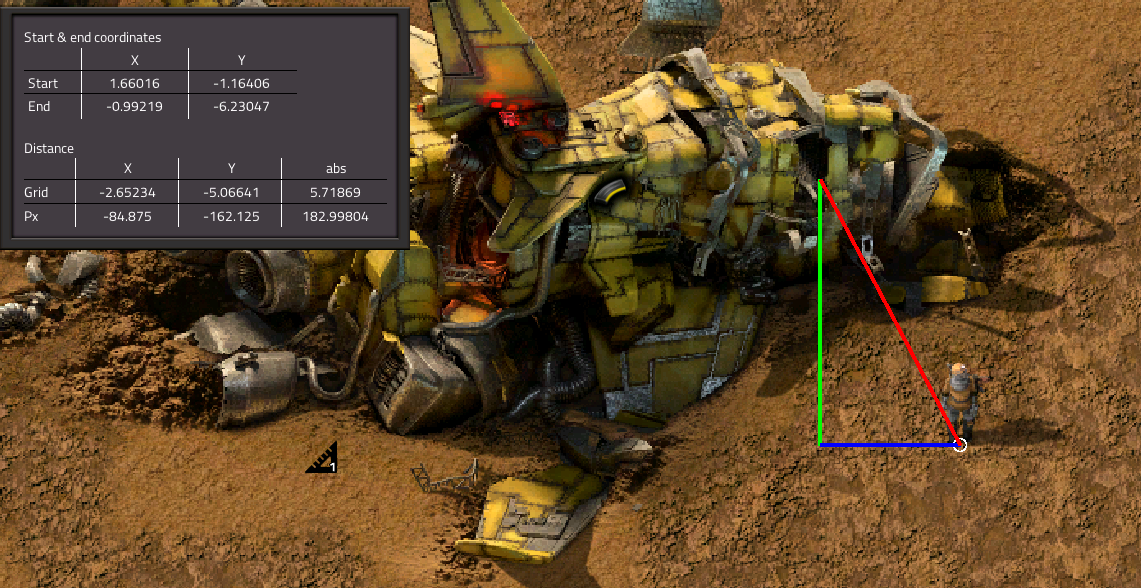 Start & end coordinates
X Y
Start 1.66016 -1.16406
End -0.99219 -6.23047
Distance
X Y abs
Grid -2.65234 -5.06641 5.71869
Px -84.875 -162.125 182.99804
1